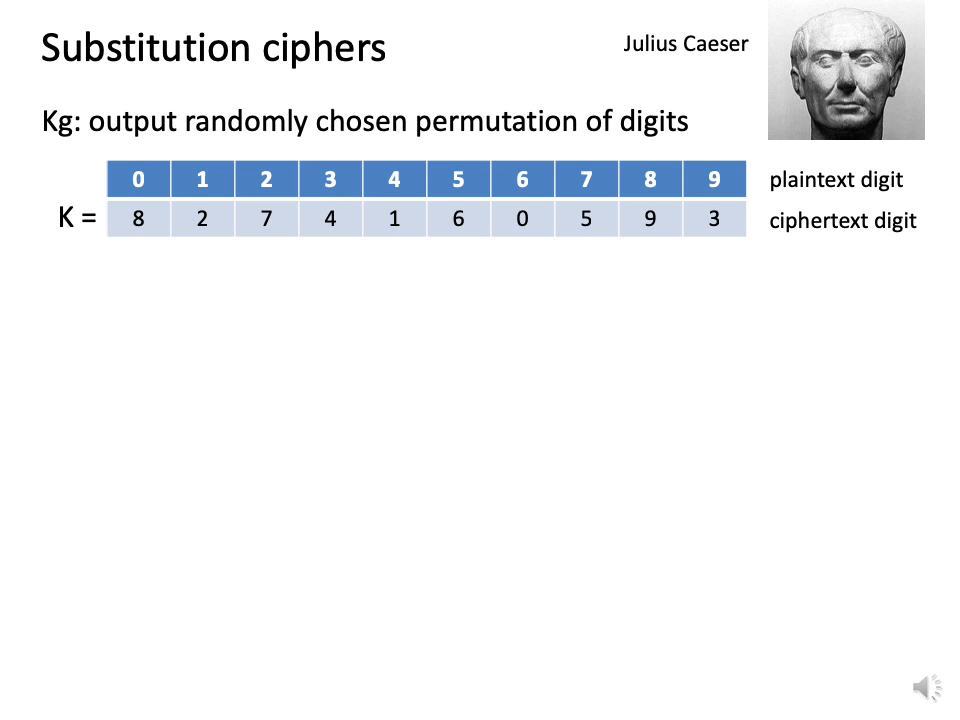 Substitution ciphers
Julius Caeser
Kg: output randomly chosen permutation of digits
0 1 2 3 4 5 6 7 8 9 plaintext digit
K = 8 2 7 4 1 6 0 5 9 3 ciphertext digit